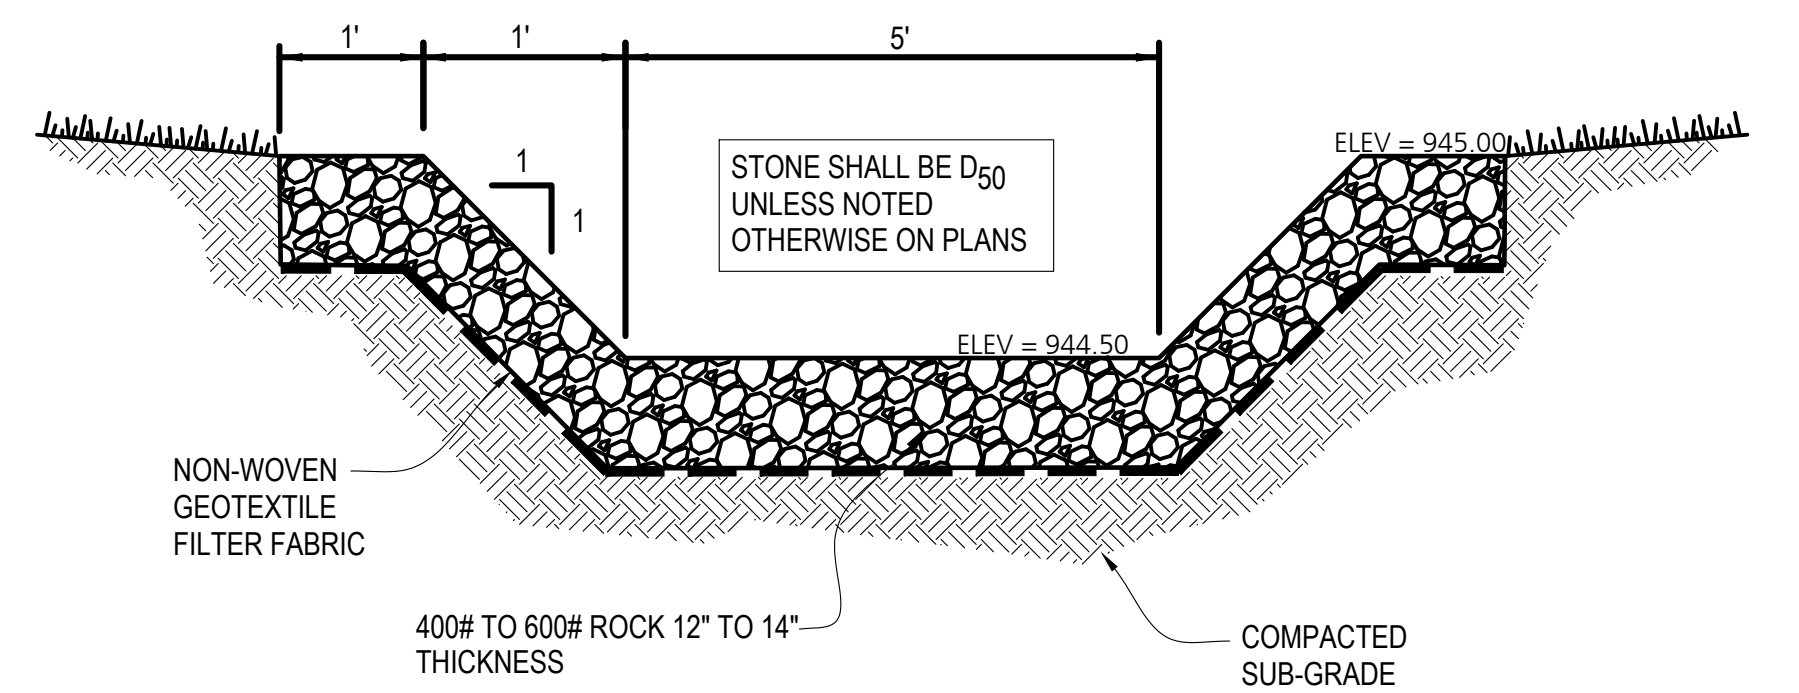 1'
1'
5'
ELEV = 945.00
1
1
STONE SHALL BE D50
UNLESS NOTED
OTHERWISE ON PLANS
ELEV = 944.50
NON-WOVEN
GEOTEXTILE
FILTER FABRIC
400# TO 600# ROCK 12" TO 14"
THICKNESS
COMPACTED
SUB-GRADE